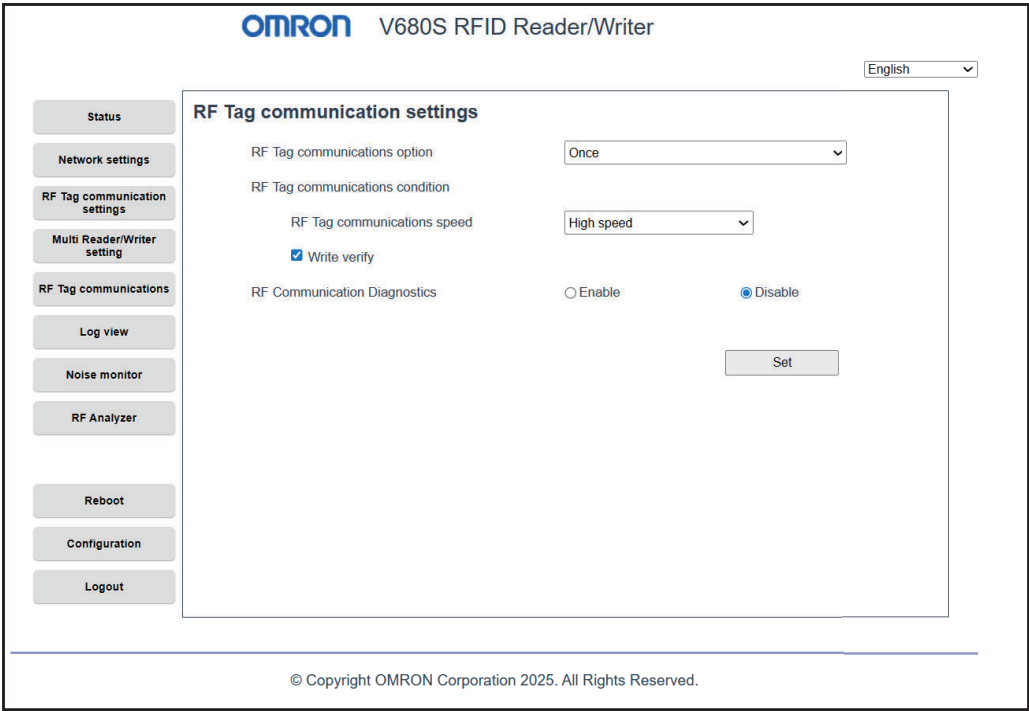 OMRON V680S RFID Reader/Writer
English
Status
Network settings
RF Tag communication
settings
Multi Reader/Writer
setting
RF Tag communications
Log view
Noise monitor
RF Analyzer
Reboot
Configuration
Logout
RF Tag communication settings
RF Tag communications option Once
RF Tag communications condition
RF Tag communications speed High speed
Write verify
RF Communication Diagnostics Enable Disable
Set
© Copyright OMRON Corporation 2025. All Rights Reserved.